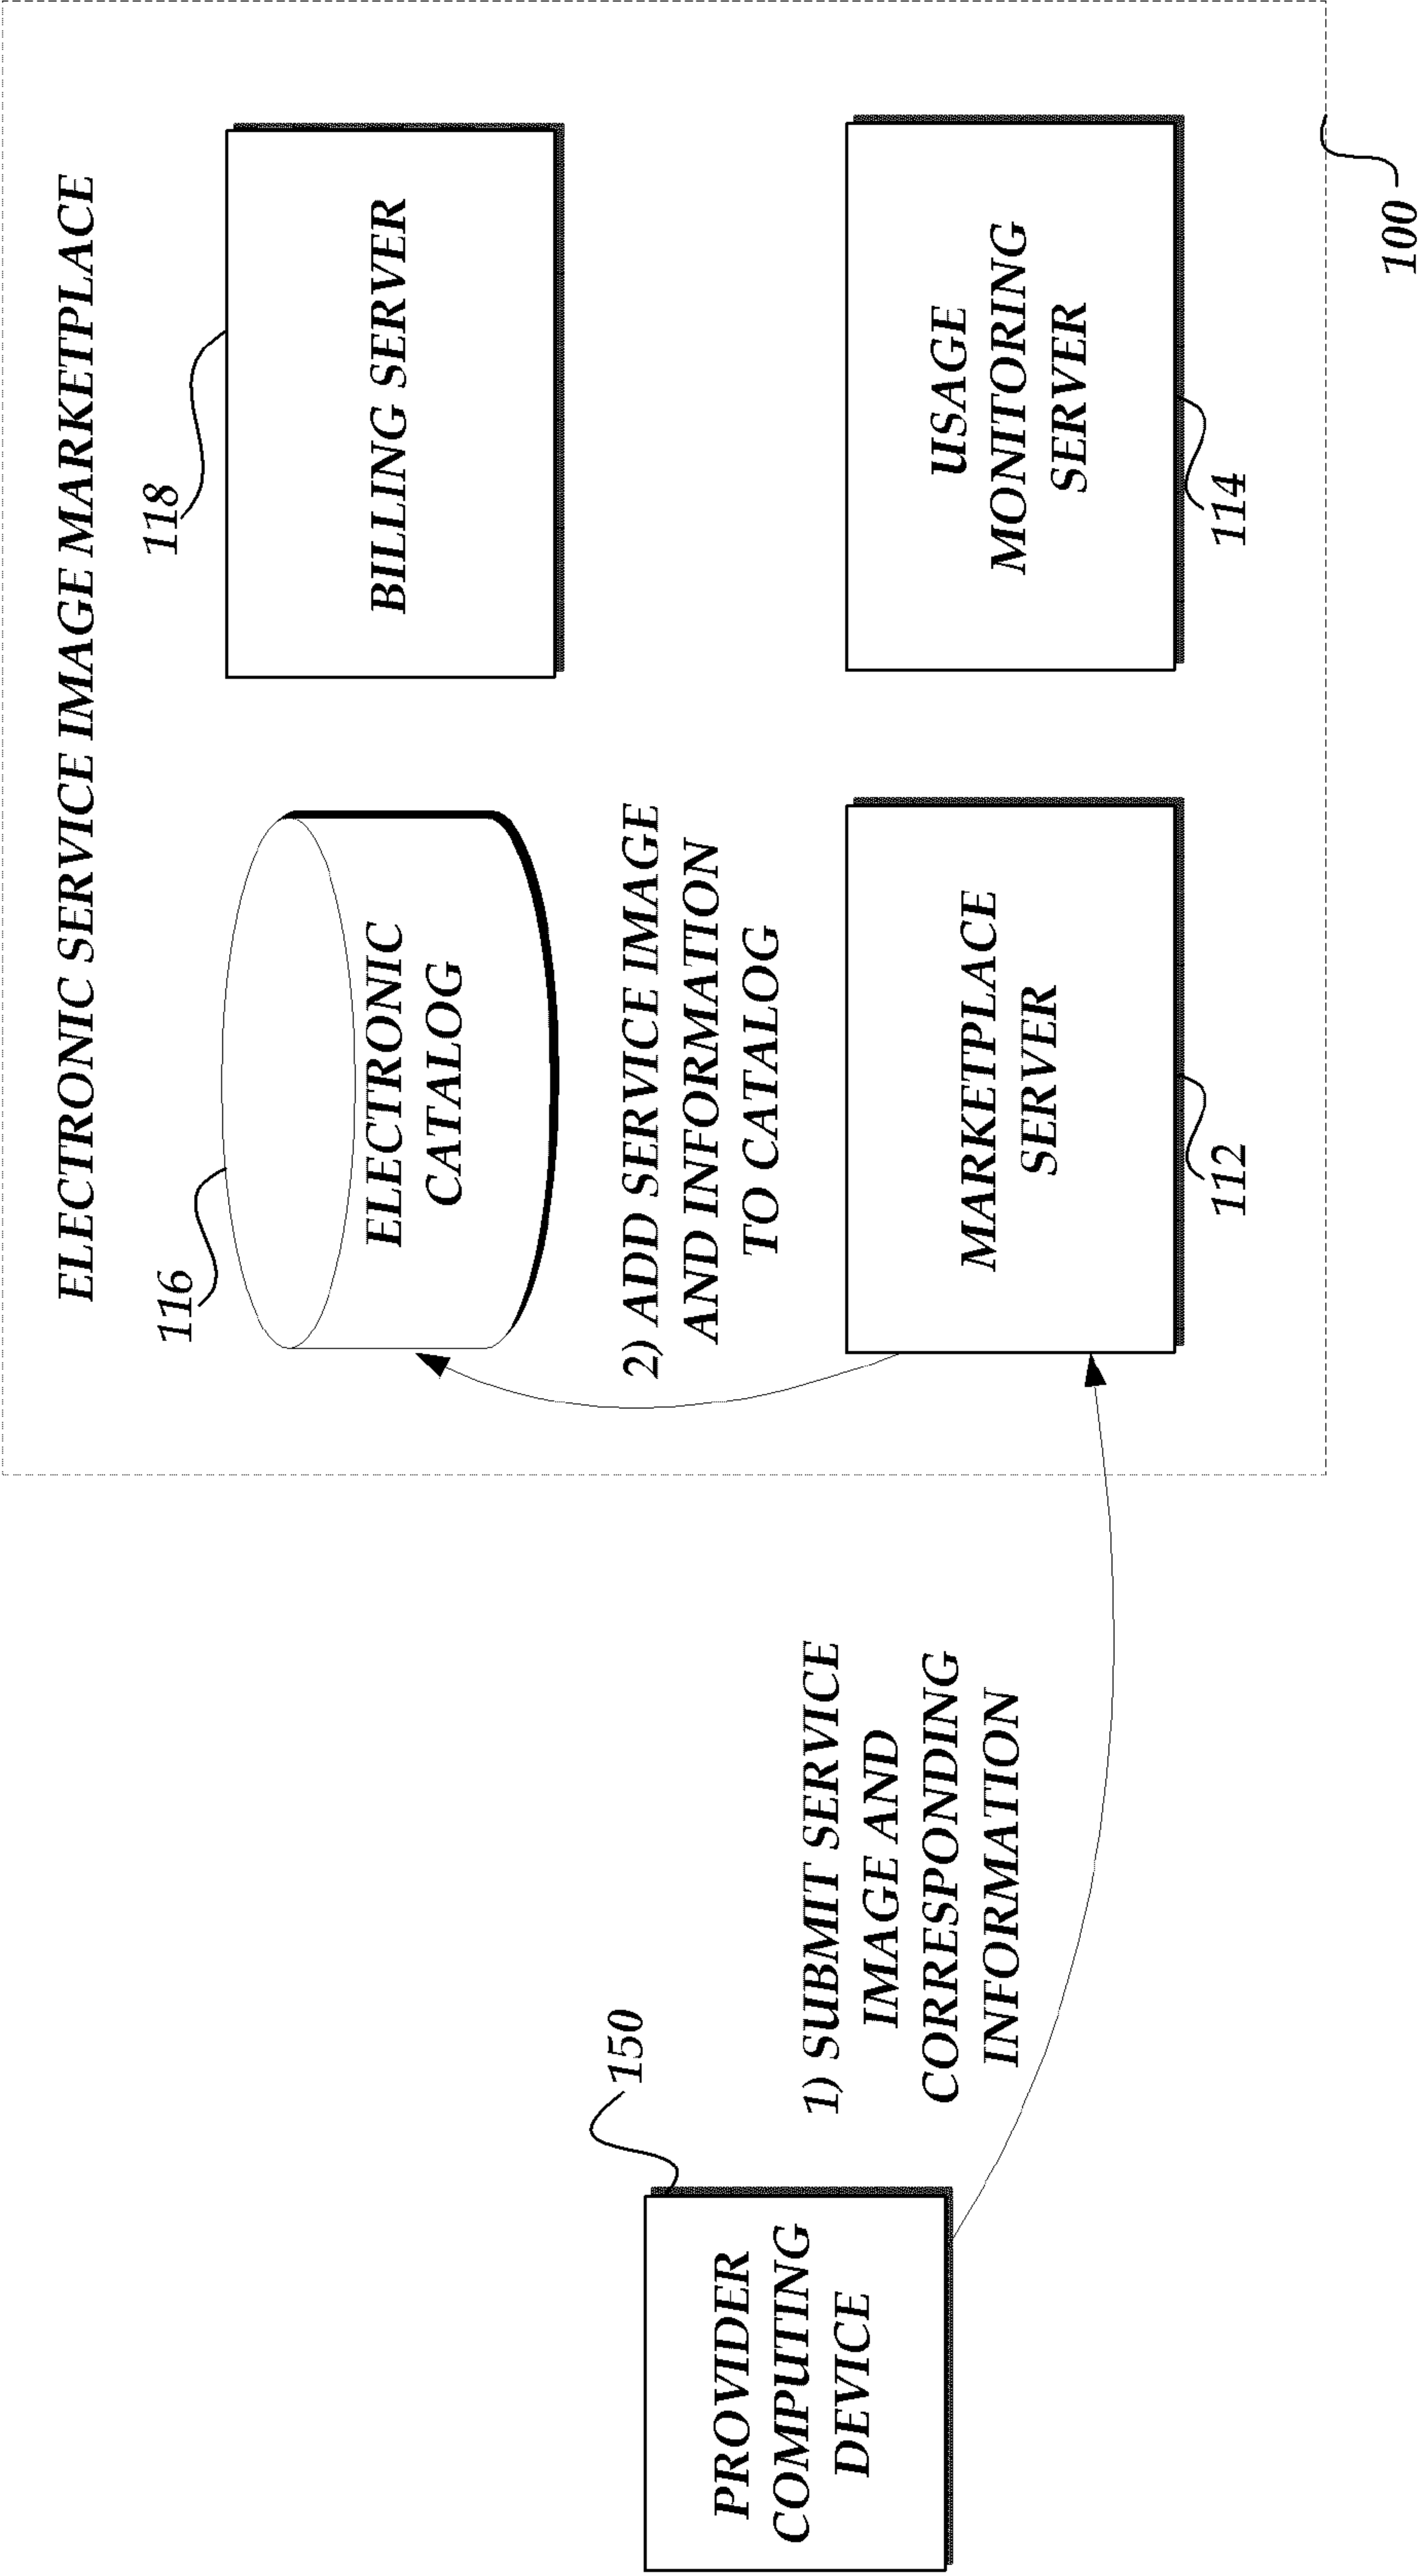 ELECTRONIC SERVICE IMAGE MARKETPLACE
116
118
ELECTRONIC
CATALOG
BILLING SERVER
150
PROVIDER
COMPUTING
DEVICE
1) SUBMIT SERVICE
IMAGE AND
CORRESPONDING
INFORMATION
2) ADD SERVICE IMAGE
AND INFORMATION
TO CATALOG
MARKETPLACE
SERVER
USAGE
MONITORING
SERVER
112
114
100